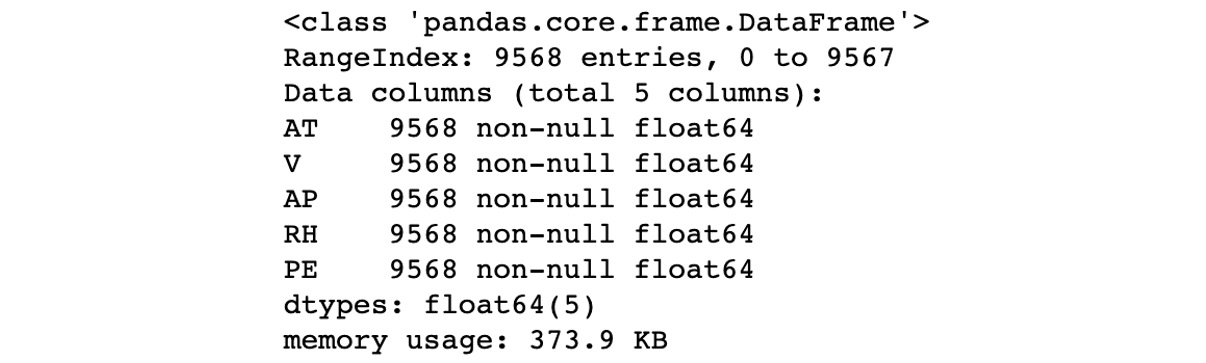 <class 'pandas.core.frame.DataFrame'>
RangeIndex: 9568 entries, 0 to 9567
Data columns (total 5 columns):
AT    9568 non-null float64
V     9568 non-null float64
AP    9568 non-null float64
RH    9568 non-null float64
PE    9568 non-null float64
dtypes: float64(5)
memory usage: 373.9 KB